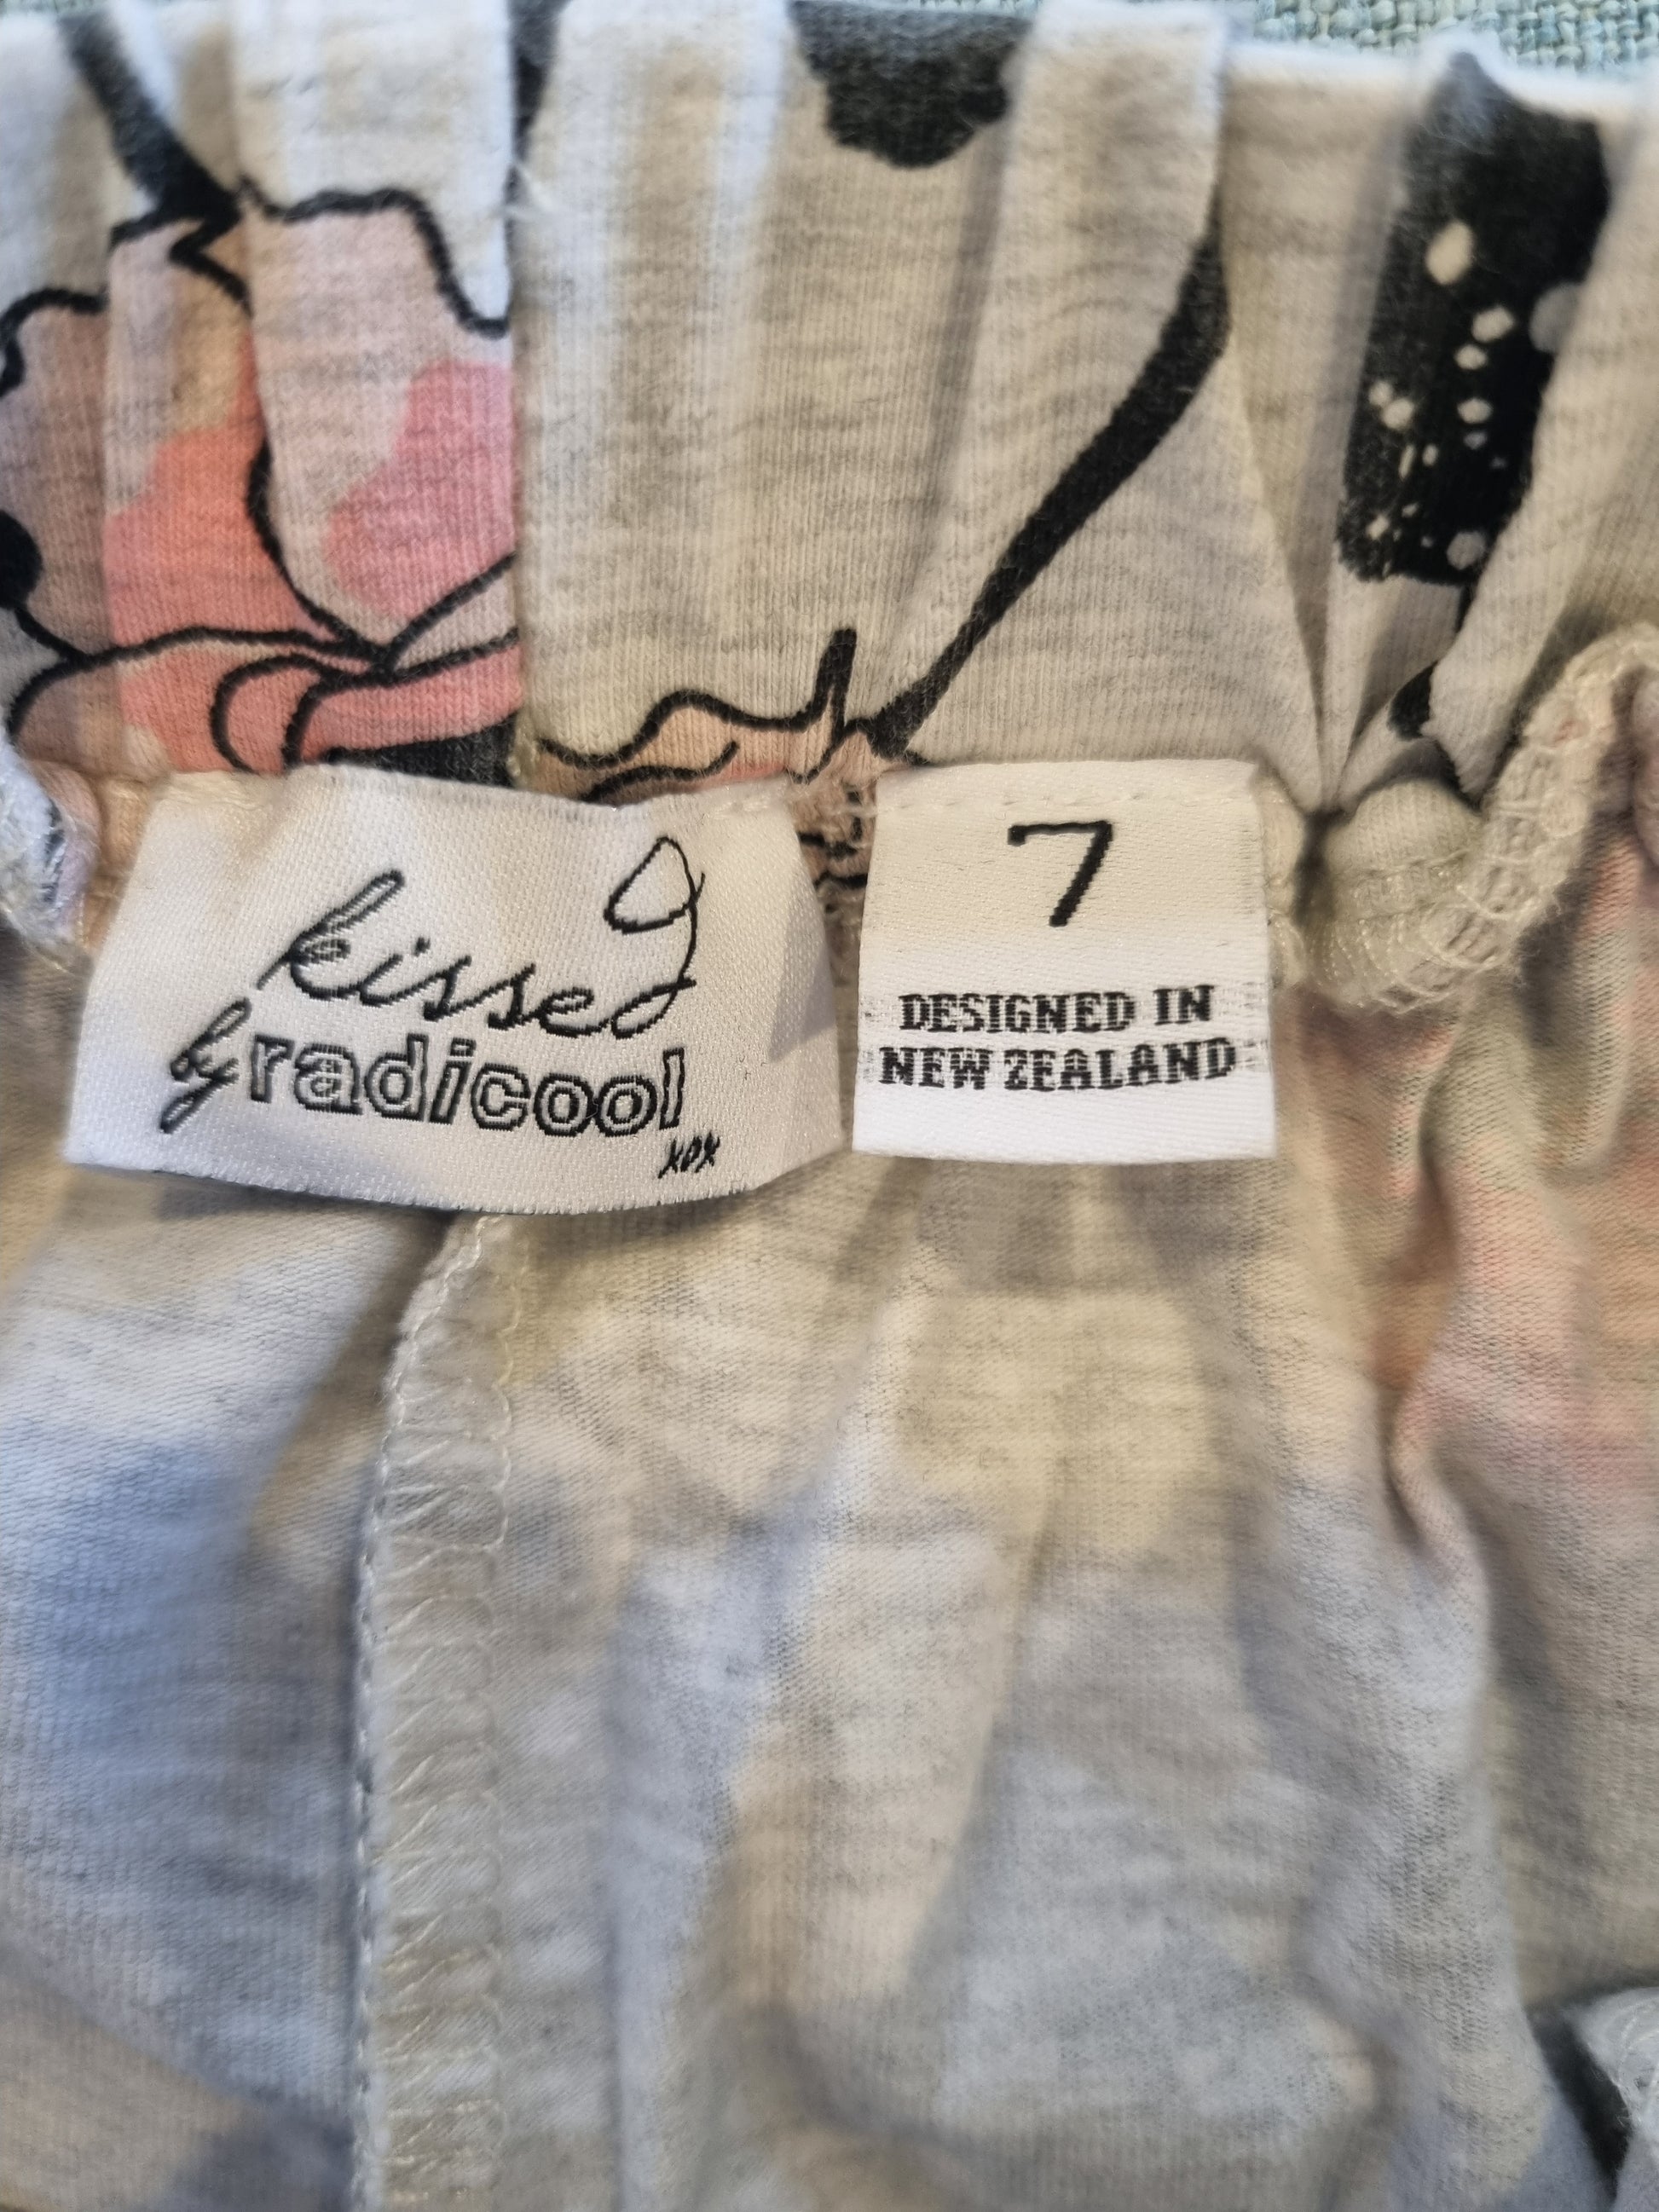 kissed
by radicool
xox
7
DESIGNED IN
NEW ZEALAND